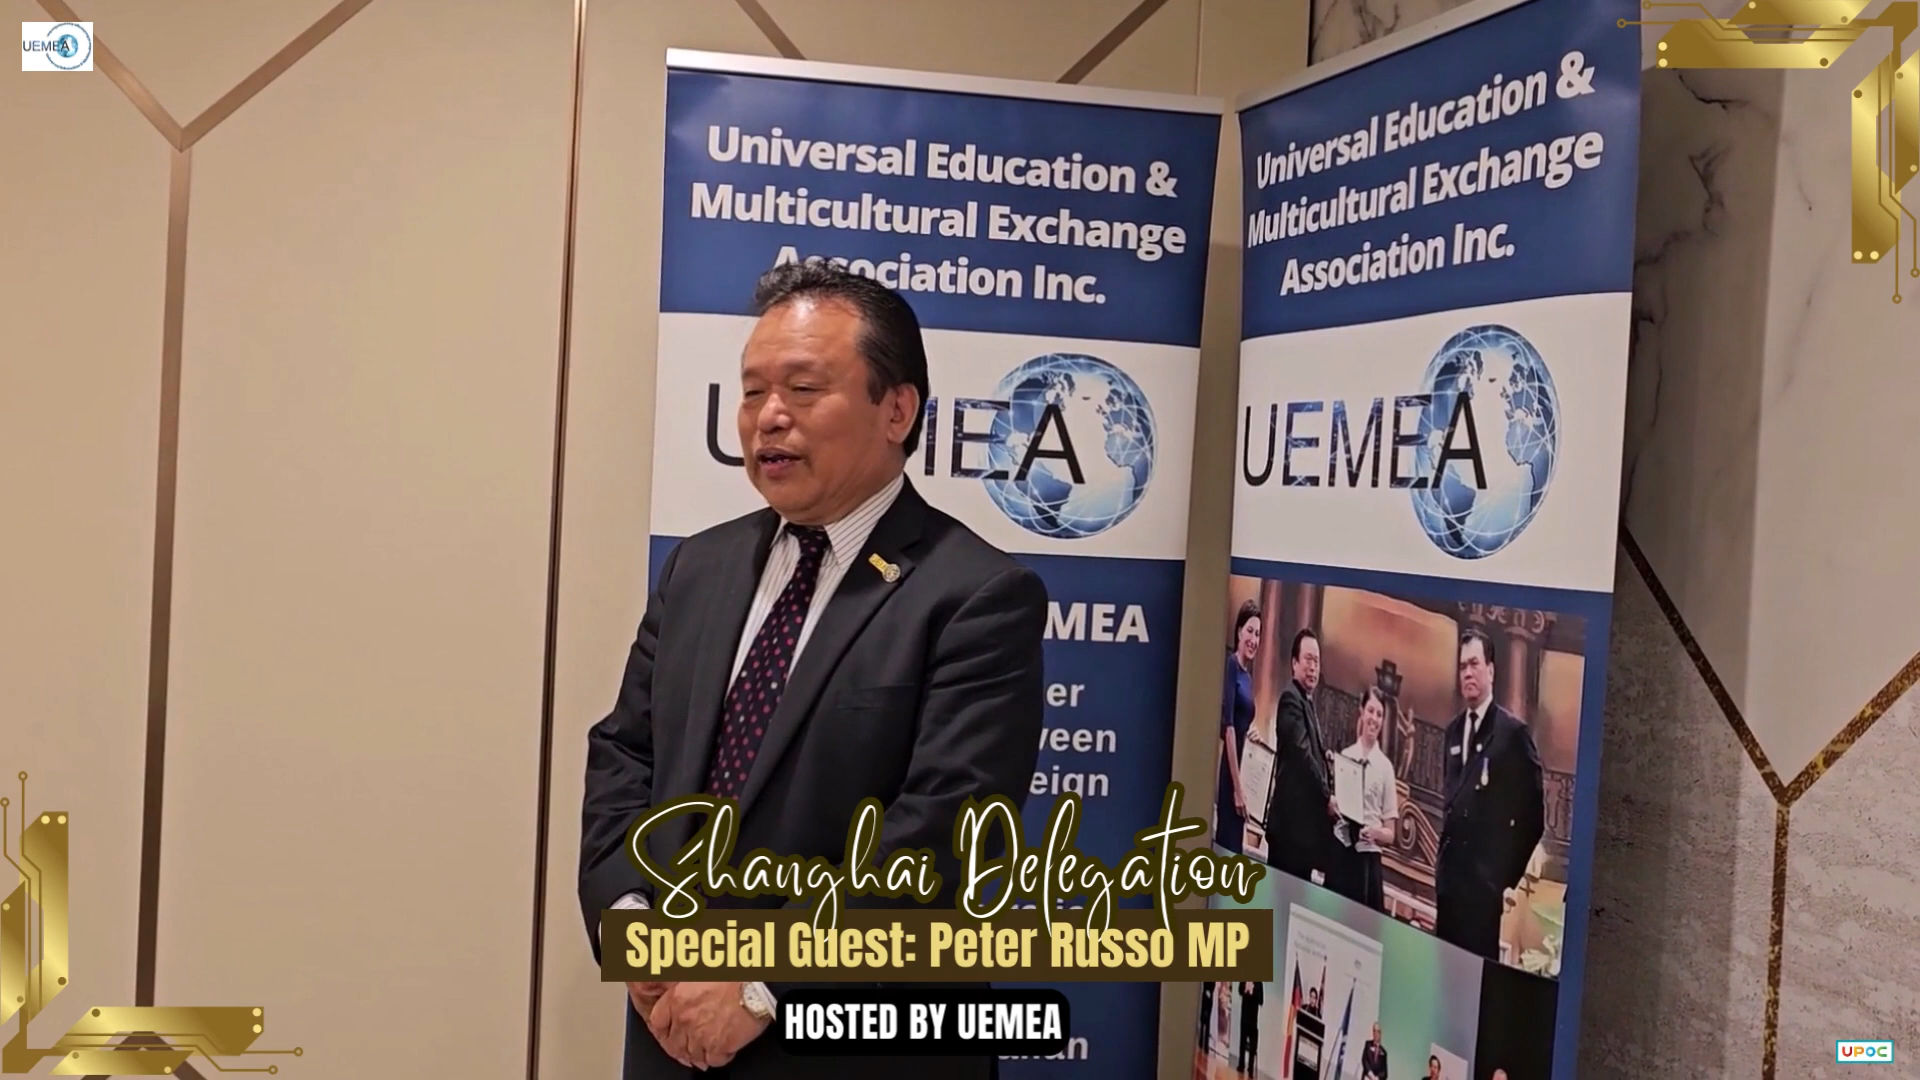 UEMEA
Universal Education &
Multicultural Exchange
Association Inc.
UEMEA
MEA
er
veen
eign
Universal Education &
Multicultural Exchange
Association Inc.
UEMEA
Shanghai Delegation
Special Guest: Peter Russo MP
HOSTED BY UEMEA
UPOC